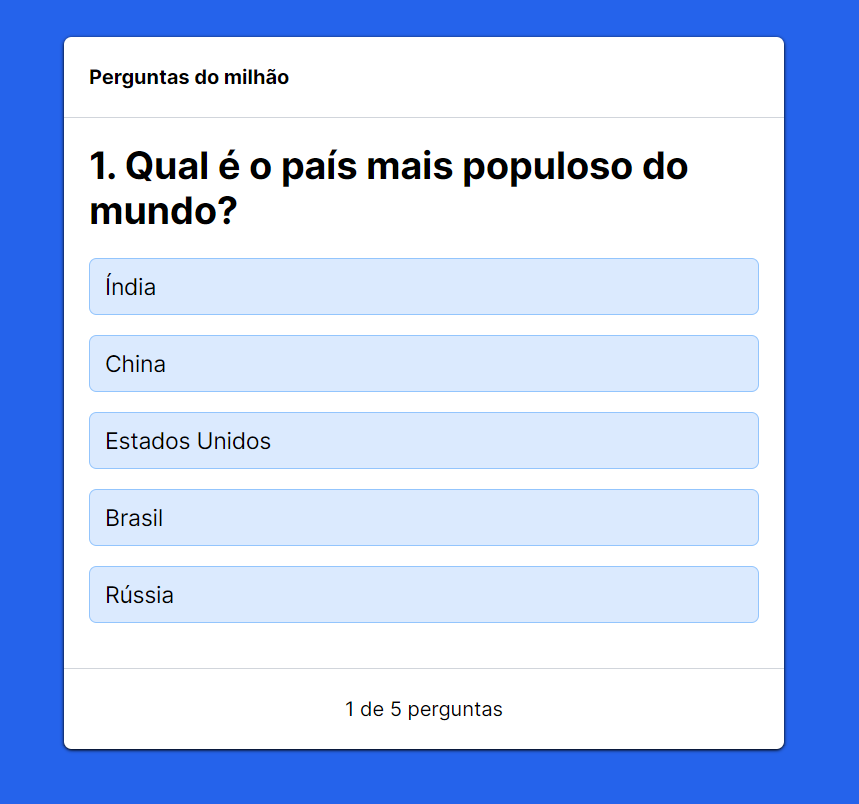 Perguntas do milhão
1. Qual é o país mais populoso do
mundo?
Índia
China
Estados Unidos
Brasil
Rússia
1 de 5 perguntas